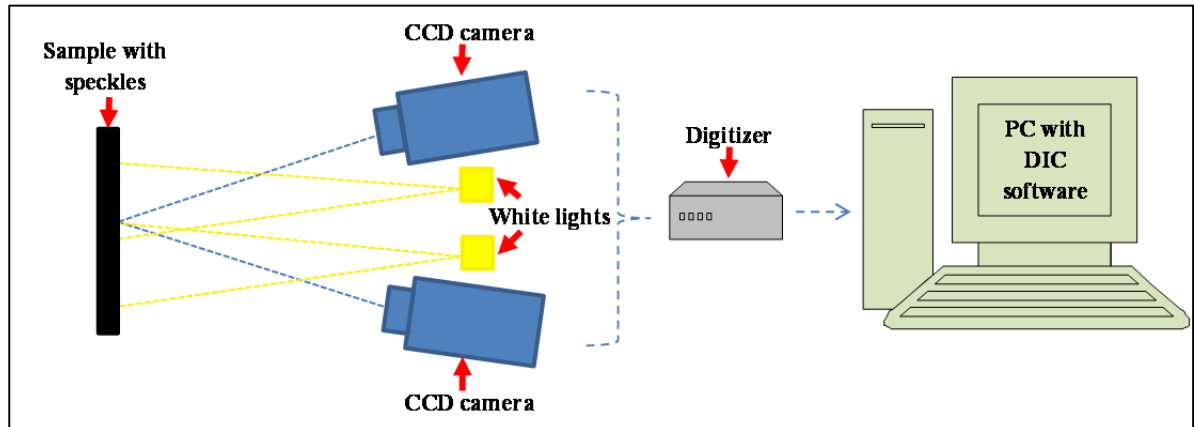 CCD camera
Sample with
speckles
Digitizer
PC with
DIC
software
White lights
CCD camera